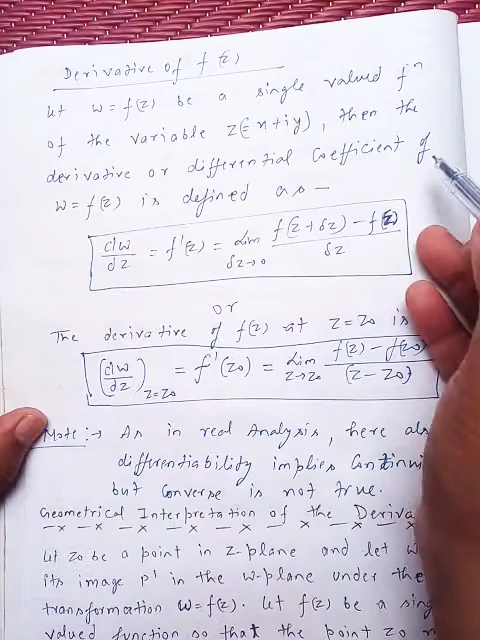 Derivative of f(z)
Let w = f(z) be a single valued fⁿ
of the variable z(= x+iy), then the
derivative or differential coefficient of
w = f(z) is defined as –
dw/dz = f'(z) = lim δz→0 f(z+δz) – f(z) / δz
or
The derivative of f(z) at z = z0 is
(dw/dz) z=z0 = f'(z0) = lim z→z0 f(z) – f(z0) / (z – z0)
Note :→ As in real Analysis, here als
differentiability implies Continui
but Converse is not true.
Geometrical Interpretation of the Deriva
Let z0 be a point in z-plane and let w
its image p' in the w-plane under the
transformation w = f(z). Let f(z) be a sing
valued function so that the point z0 in